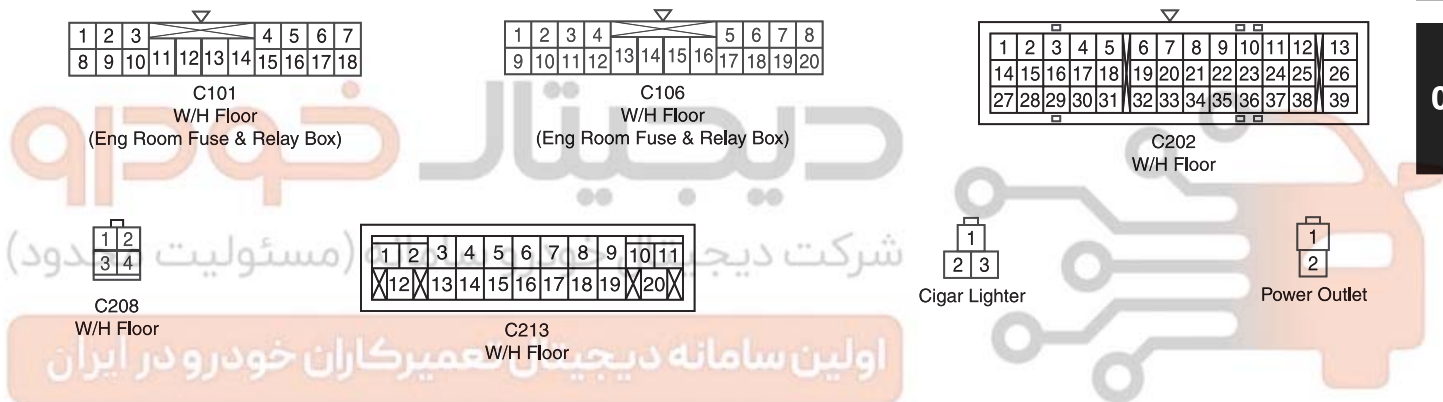 1 2 3 4 5 6 7
8 9 10 11 12 13 14 15 16 17 18
C101
W/H Floor
(Eng Room Fuse & Relay Box)
1 2 3 4 5 6 7 8
9 10 11 12 13 14 15 16 17 18 19 20
C106
W/H Floor
(Eng Room Fuse & Relay Box)
1 2 3 4 5 6 7 8 9 10 11 12 13
14 15 16 17 18 19 20 21 22 23 24 25 26
27 28 29 30 31 32 33 34 35 36 37 38 39
C202
W/H Floor
0
دیجیتال خودرو
شرکت دیجیتال خودرو سامانه (مسئولیت محدود)
1 2
3 4
C208
W/H Floor
1 2 3 4 5 6 7 8 9 10 11
12 13 14 15 16 17 18 19 20
C213
W/H Floor
1
2 3
Cigar Lighter
1
2
Power Outlet
اولین سامانه دیجیتال تعمیرکاران خودرو در ایران